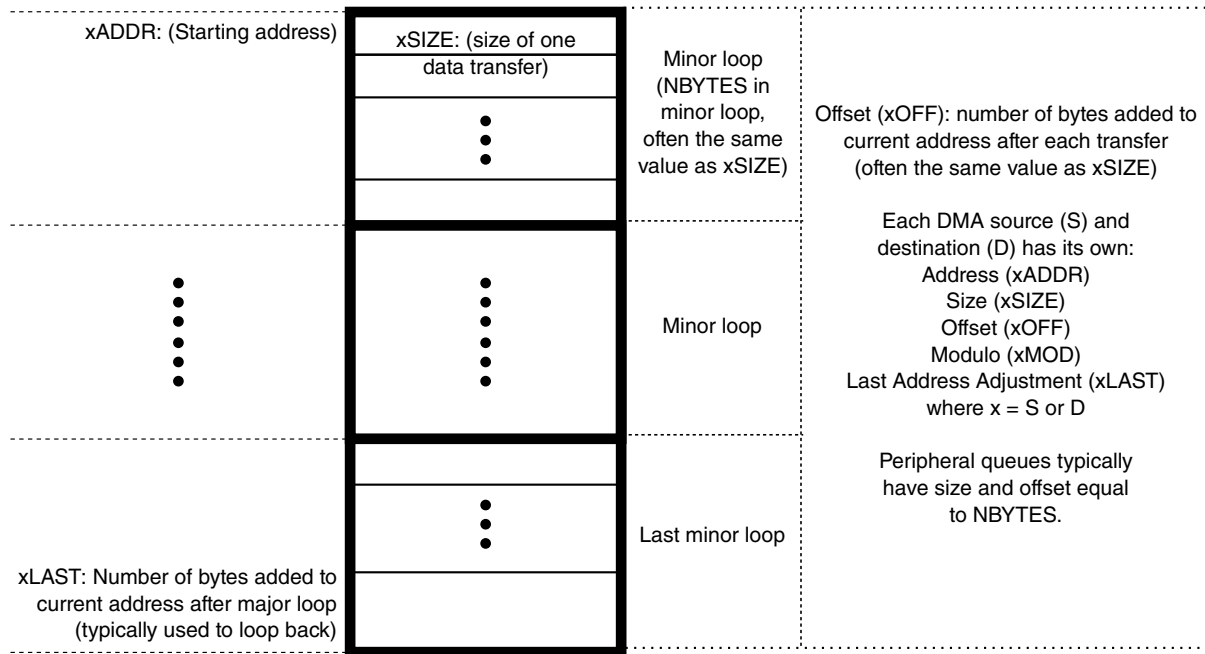 xADDR: (Starting address)
xSIZE: (size of one
data transfer)
Minor loop
(NBYTES in
minor loop,
often the same
value as xSIZE)
Offset (xOFF): number of bytes added to
current address after each transfer
(often the same value as xSIZE)
Each DMA source (S) and
destination (D) has its own:
Address (xADDR)
Size (xSIZE)
Offset (xOFF)
Modulo (xMOD)
Last Address Adjustment (xLAST)
where x = S or D
Peripheral queues typically
have size and offset equal
to NBYTES.
Minor loop
Last minor loop
xLAST: Number of bytes added to
current address after major loop
(typically used to loop back)